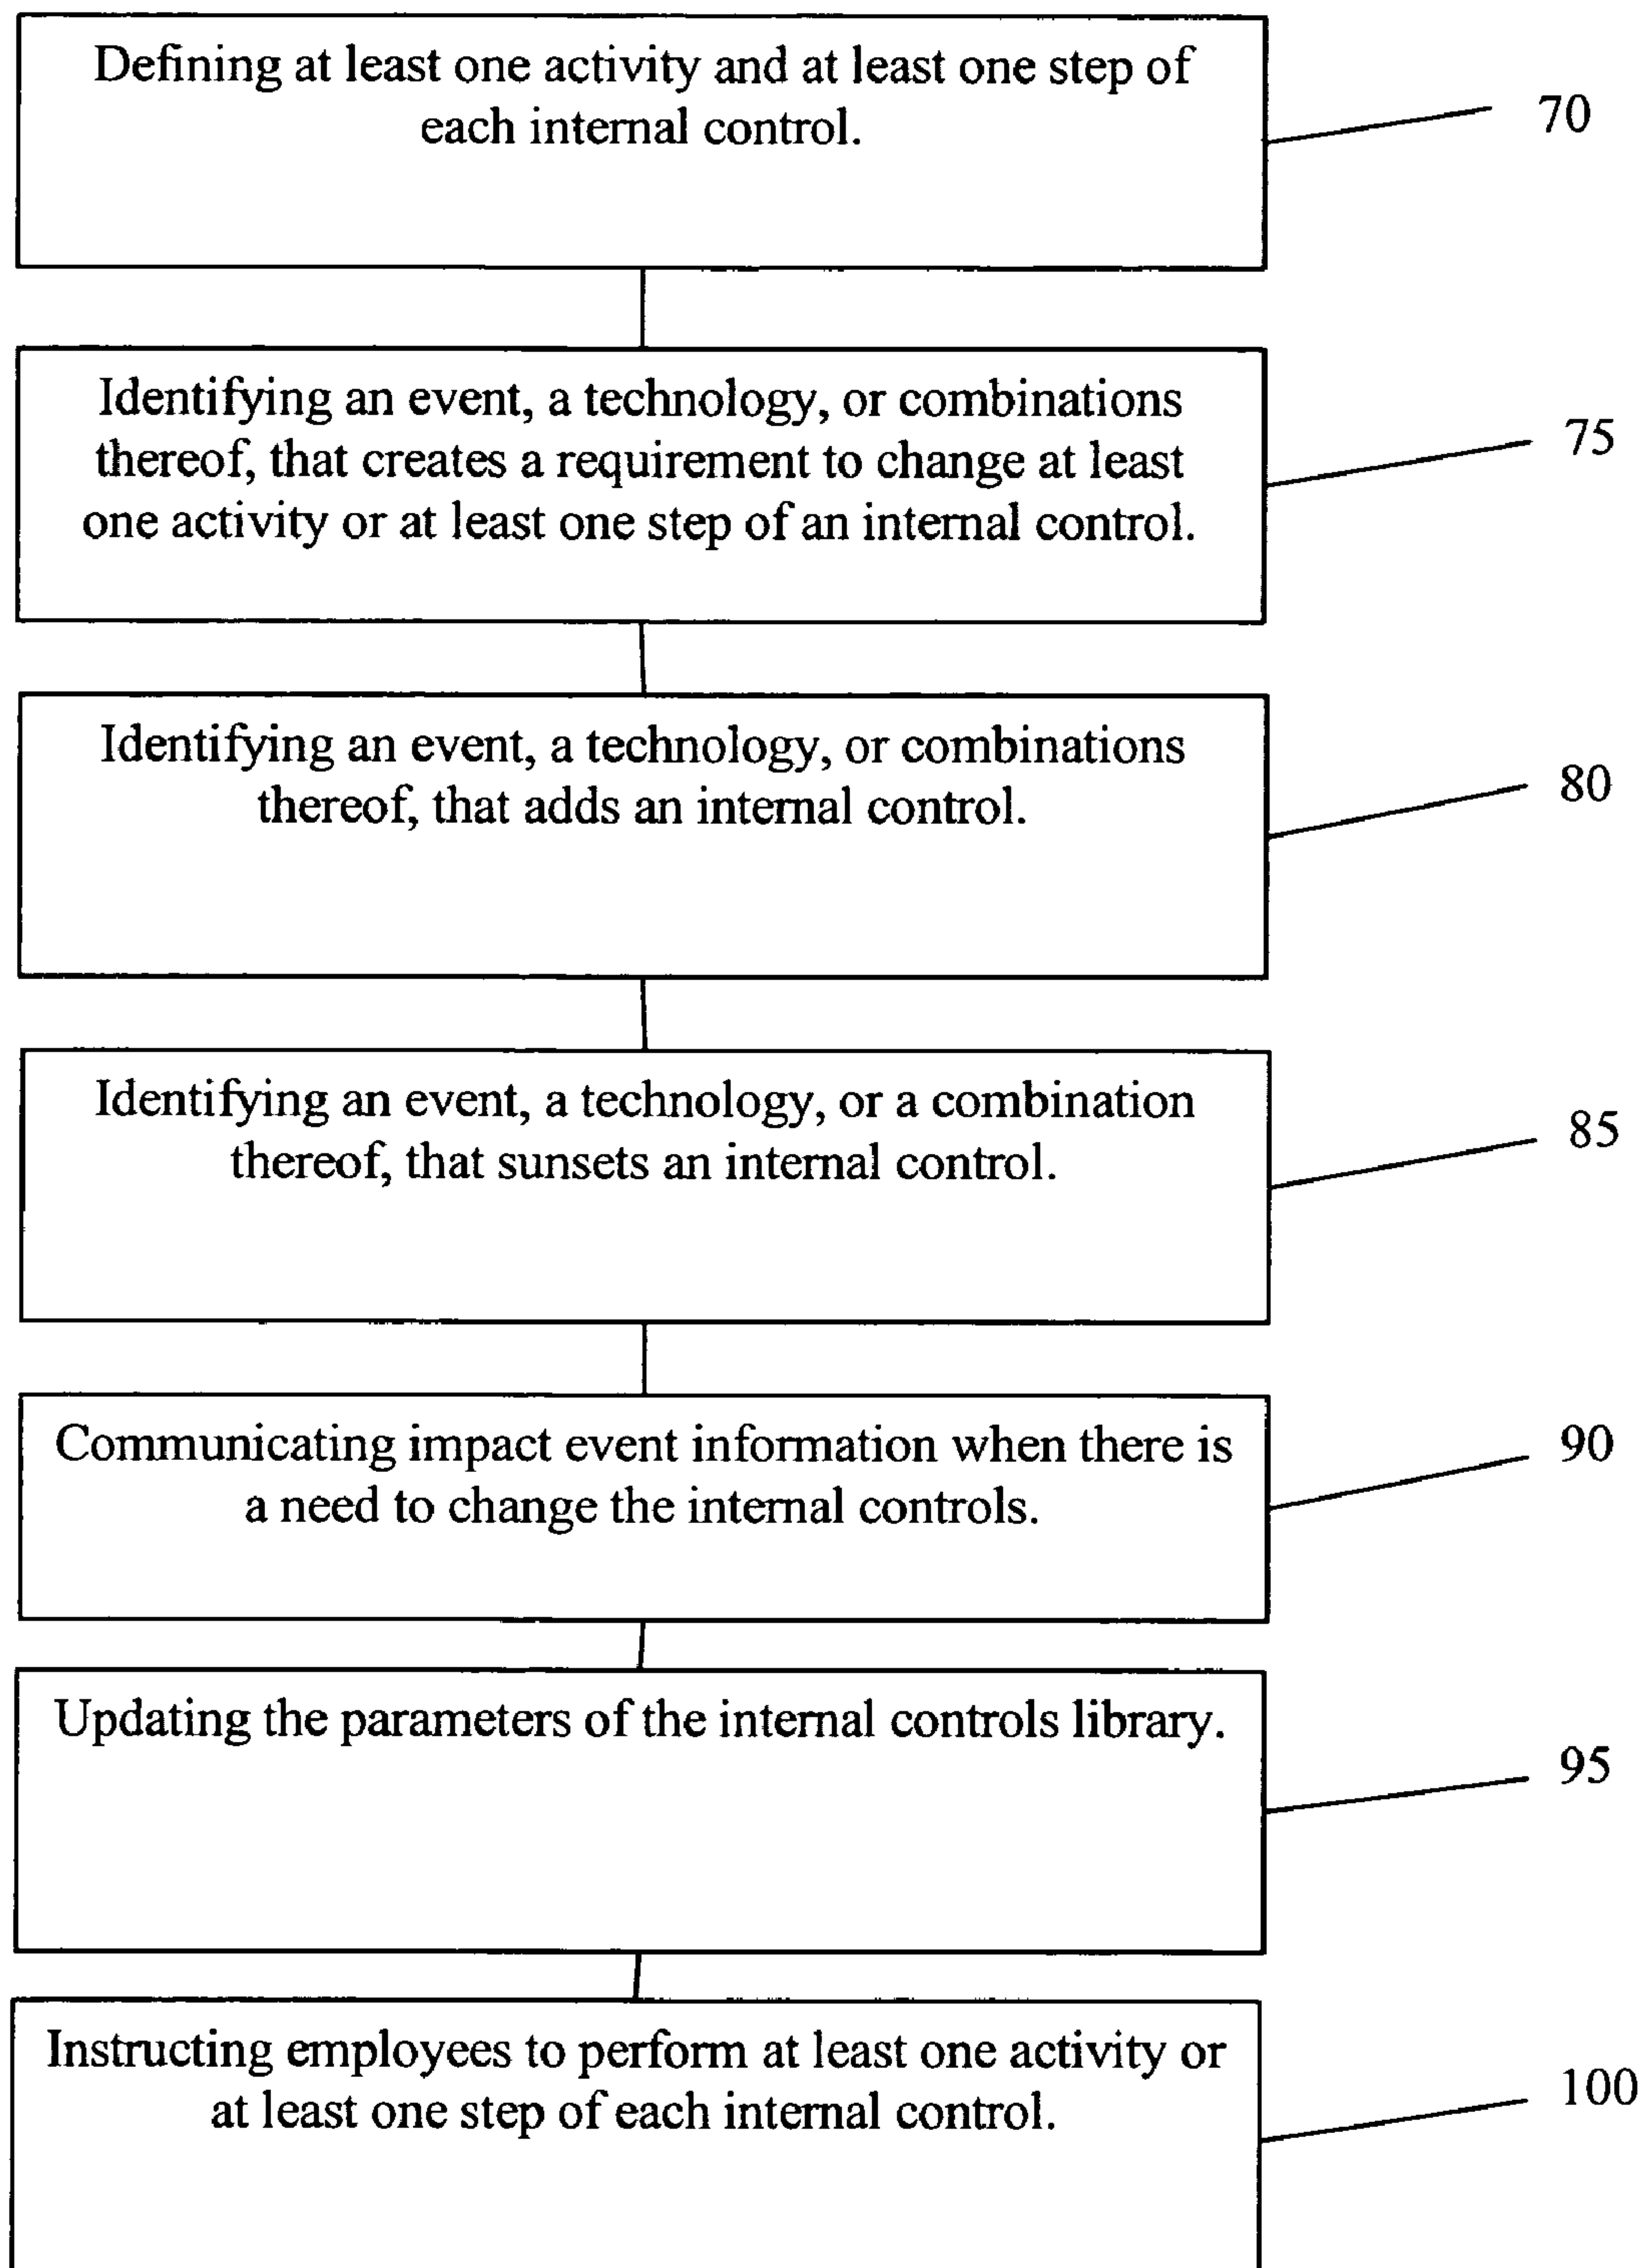 Defining at least one activity and at least one step of
each internal control.
70
Identifying an event, a technology, or combinations
thereof, that creates a requirement to change at least
one activity or at least one step of an internal control.
75
Identifying an event, a technology, or combinations
thereof, that adds an internal control.
80
Identifying an event, a technology, or a combination
thereof, that sunsets an internal control.
85
Communicating impact event information when there is
a need to change the internal controls.
90
Updating the parameters of the internal controls library.
95
Instructing employees to perform at least one activity or
at least one step of each internal control.
100